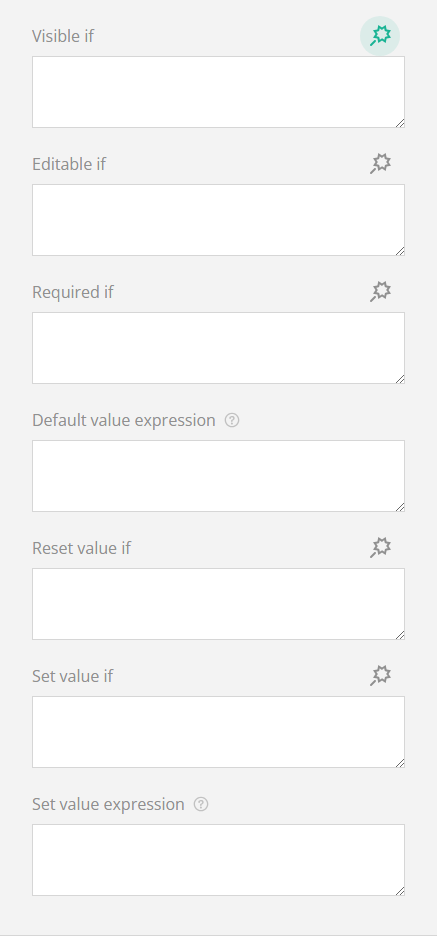 Visible if
Editable if
Required if
Default value expression ?
Reset value if
Set value if
Set value expression ?